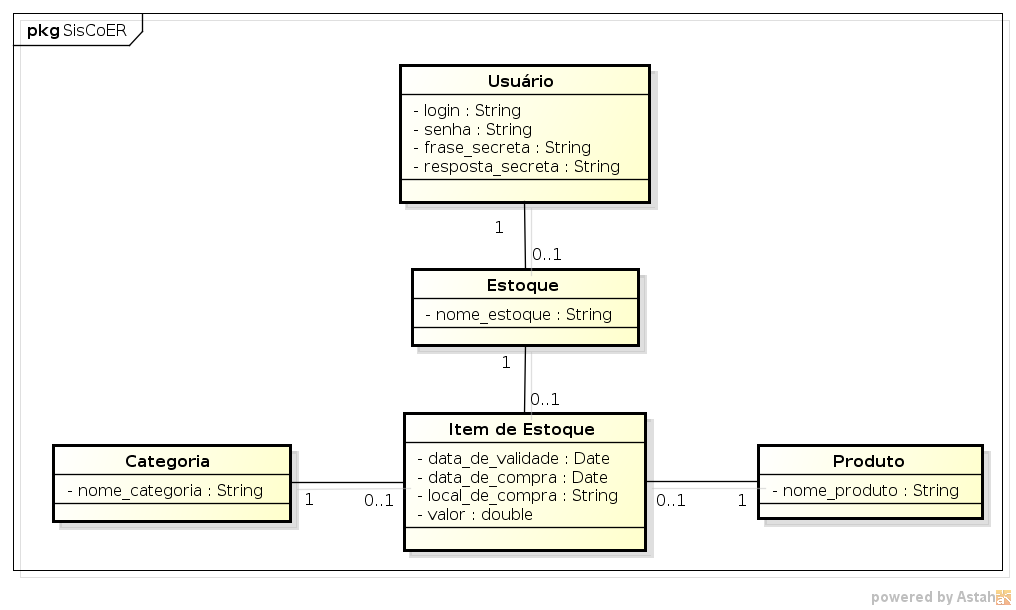 pkg SisCoER
Usuário
- login : String
- senha : String
- frase_secreta : String
- resposta_secreta : String
1
0..1
Estoque
- nome_estoque : String
1
0..1
Item de Estoque
- data_de_validade : Date
- data_de_compra : Date
- local_de_compra : String
- valor : double
Categoria
- nome_categoria : String
1
0..1
Produto
- nome_produto : String
0..1
1
powered by Astah